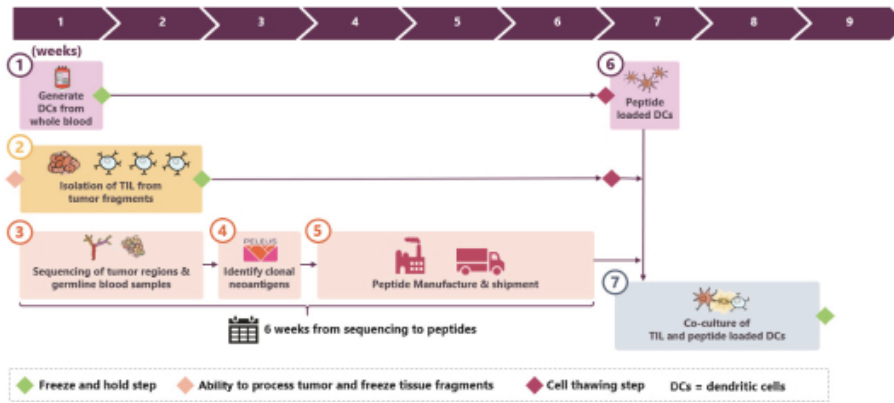 1 2 3 4 5 6 7 8 9
(weeks)
1
Generate
DCs from
whole blood
6
Peptide
loaded DCs
2
Isolation of TIL from
tumor fragments
3
Sequencing of tumor regions &
germline blood samples
4
PELEUS
Identify clonal
neoantigens
5
Peptide Manufacture & shipment
6 weeks from sequencing to peptides
7
Co-culture of
TIL and peptide loaded DCs
Freeze and hold step
Ability to process tumor and freeze tissue fragments
Cell thawing step
DCs = dendritic cells